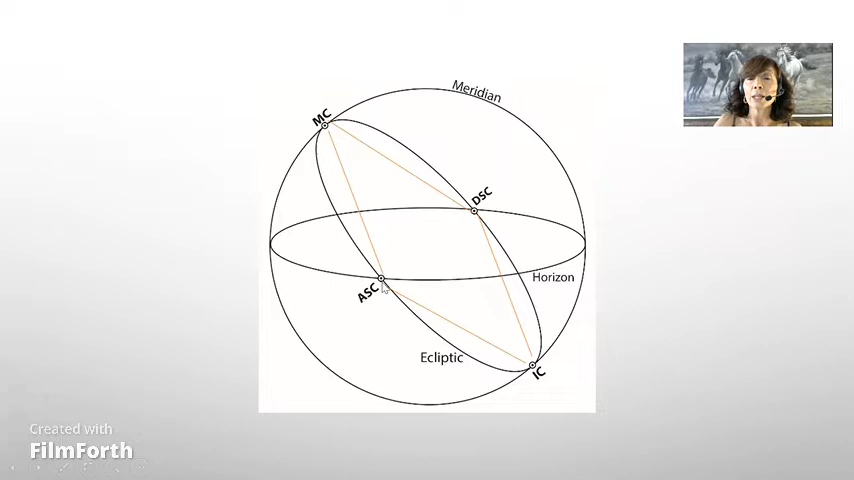 Meridian
MC
DSC
Horizon
ASC
Ecliptic
IC
Created with
FilmForth